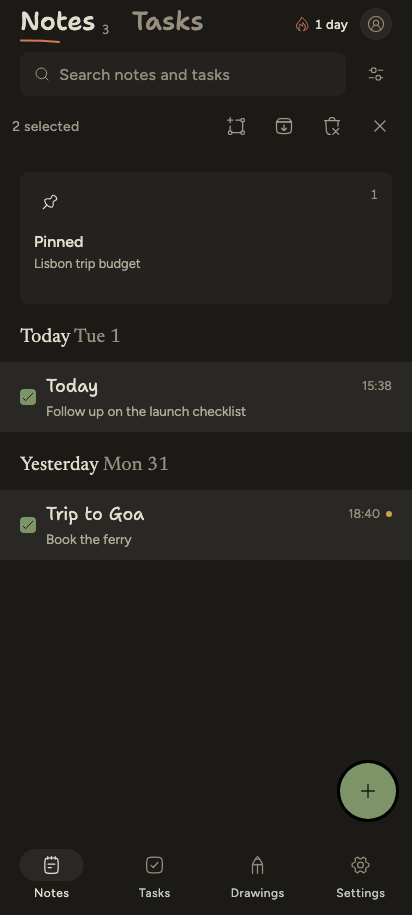 Notes 3 Tasks 1 day
Search notes and tasks
2 selected
1
Pinned
Lisbon trip budget
Today Tue 1
Today 15:38
Follow up on the launch checklist
Yesterday Mon 31
Trip to Goa 18:40
Book the ferry
Notes Tasks Drawings Settings